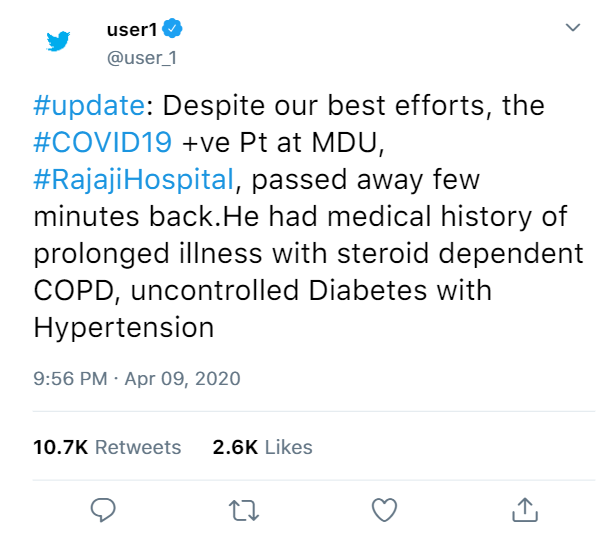 user1
@user_1
#update: Despite our best efforts, the
#COVID19 +ve Pt at MDU,
#RajajiHospital, passed away few
minutes back.He had medical history of
prolonged illness with steroid dependent
COPD, uncontrolled Diabetes with
Hypertension
9:56 PM · Apr 09, 2020
10.7K Retweets 2.6K Likes